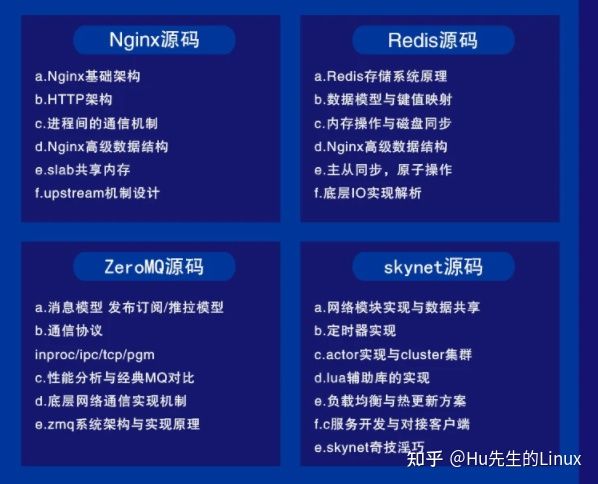 Nginx源码
a.Nginx基础架构
b.HTTP架构
c.进程间的通信机制
d.Nginx高级数据结构
e.slab共享内存
f.upstream机制设计
Redis源码
a.Redis存储系统原理
b.数据模型与键值映射
c.内存操作与磁盘同步
d.Nginx高级数据结构
e.主从同步，原子操作
f.底层IO实现解析
ZeroMQ源码
a.消息模型 发布订阅/推拉模型
b.通信协议
inproc/ipc/tcp/pgm
c.性能分析与经典MQ对比
d.底层网络通信实现机制
e.zmq系统架构与实现原理
skynet源码
a.网络模块实现与数据共享
b.定时器实现
c.actor实现与cluster集群
d.lua辅助库的实现
e.负载均衡与热更新方案
f.c服务开发与对接客户端
e.skynet奇技淫巧
知乎 @Hu先生的Linux